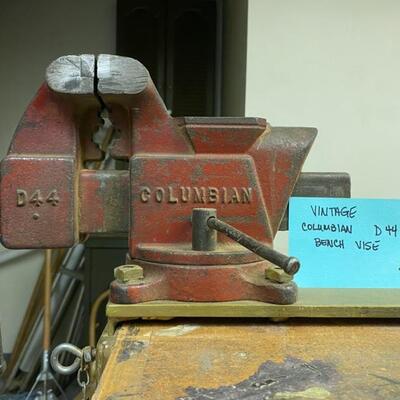 D44
COLUMBIAN
VINTAGE
COLUMBIAN D44
BENCH VISE